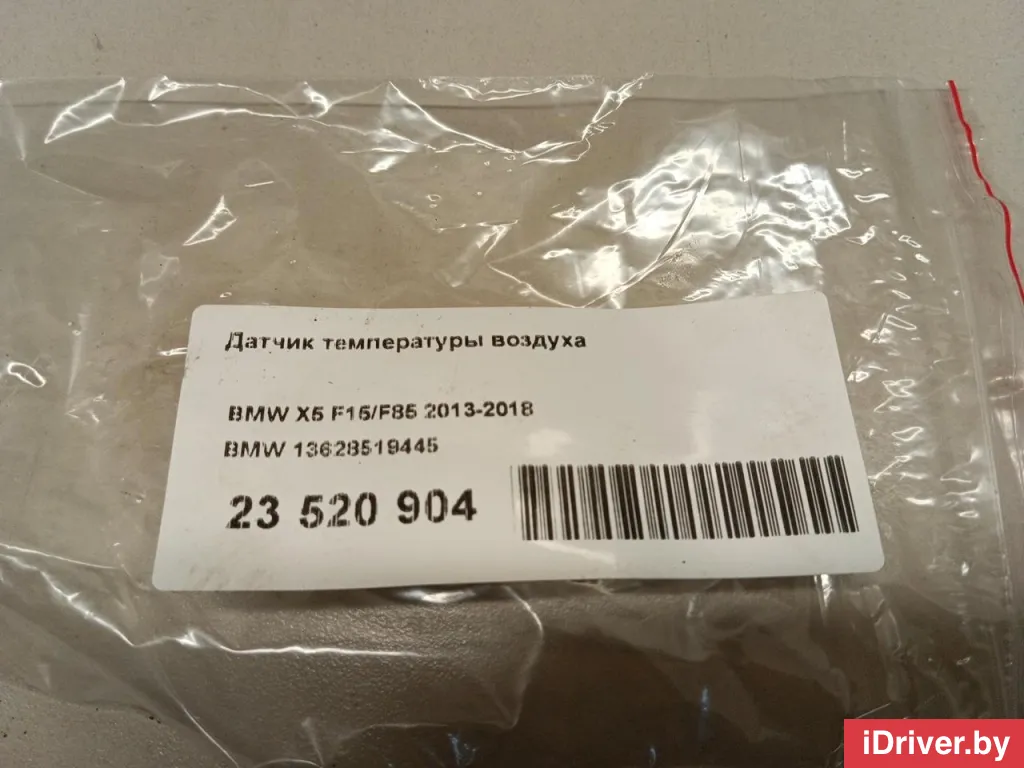 Датчик температуры воздуха
BMW X5 F15/F85 2013-2018
BMW 13628519445
23 520 904
iDriver.by